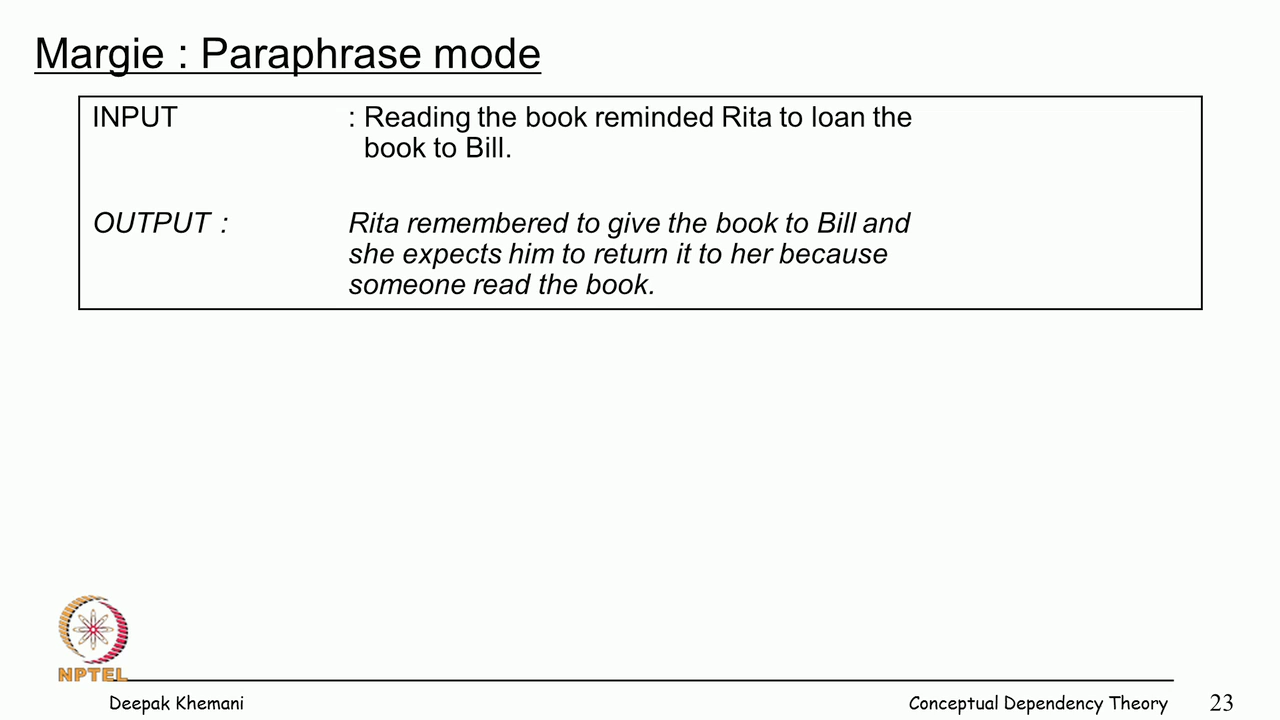 Margie : Paraphrase mode
INPUT : Reading the book reminded Rita to loan the
book to Bill.
OUTPUT : Rita remembered to give the book to Bill and
she expects him to return it to her because
someone read the book.
NPTEL
Deepak Khemani Conceptual Dependency Theory 23